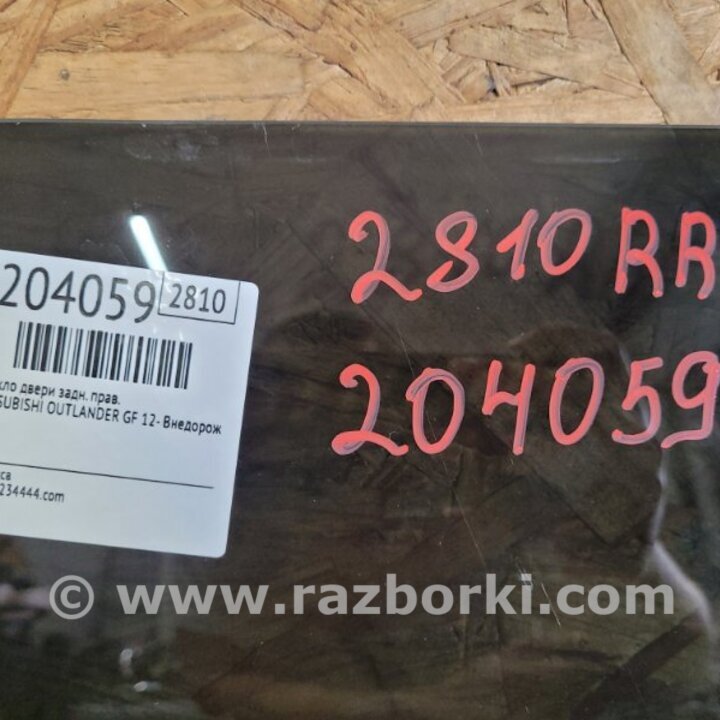 204059 2810
кло двери задн. прав.
SUBISHI OUTLANDER GF 12- Внедорож
са
234444.com
2810 RR
204059
© www.razborki.com